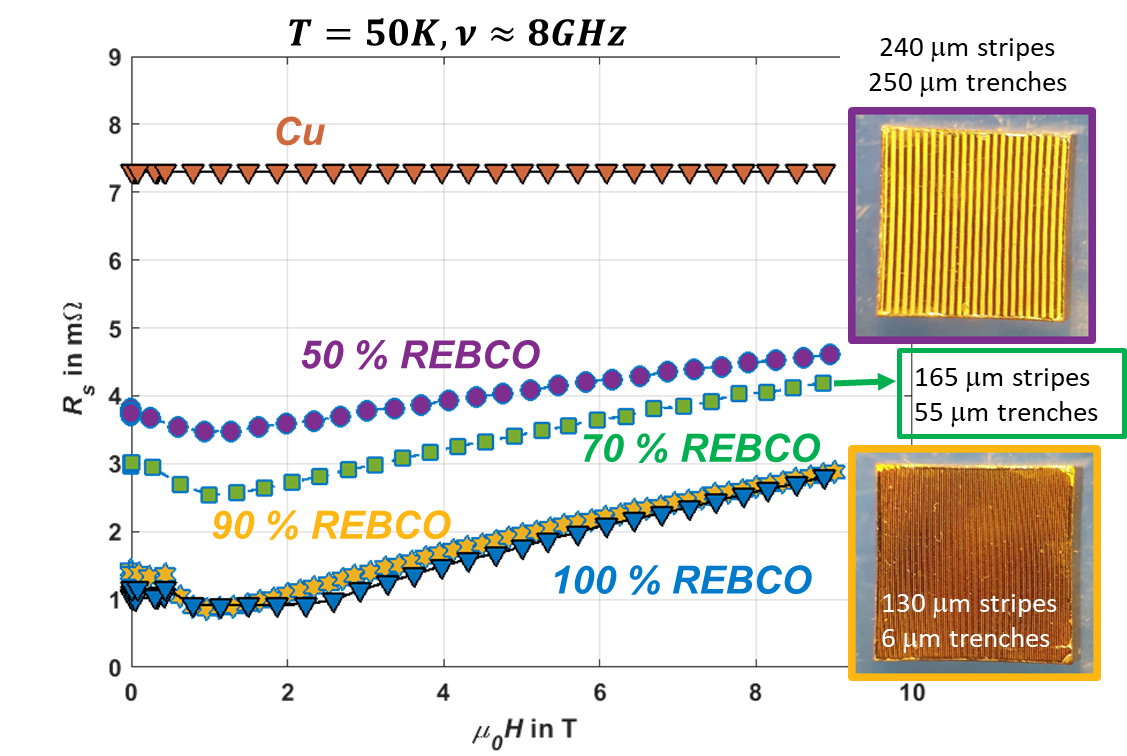 T = 50K, ν ≈ 8GHz
240 μm stripes
250 μm trenches
9
8
7
6
5
4
3
2
1
0
R_s in mΩ
Cu
50 % REBCO
165 μm stripes
55 μm trenches
70 % REBCO
90 % REBCO
100 % REBCO
130 μm stripes
6 μm trenches
0
2
4
6
8
10
μ_0H in T